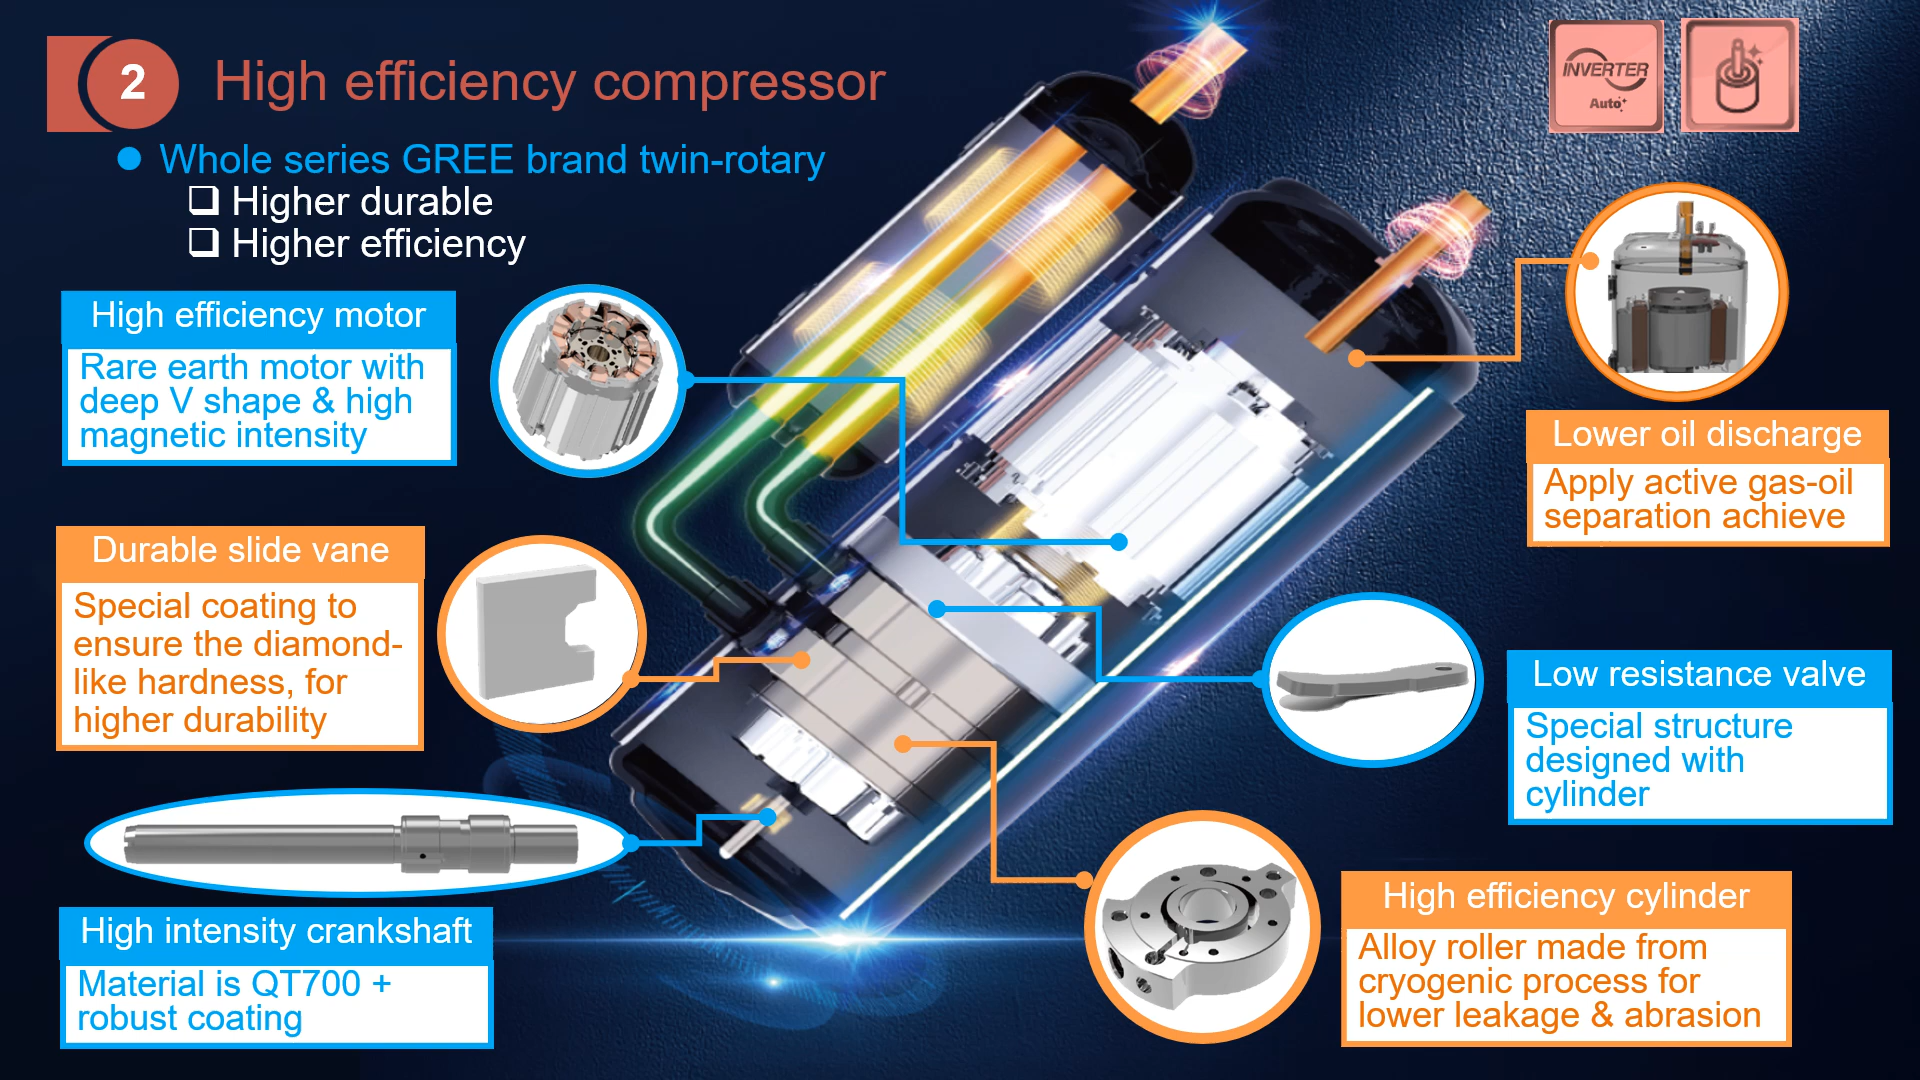 2
High efficiency compressor
INVERTER
Auto
Whole series GREE brand twin-rotary
Higher durable
Higher efficiency
High efficiency motor
Rare earth motor with
deep V shape & high
magnetic intensity
Lower oil discharge
Apply active gas-oil
separation achieve
Durable slide vane
Special coating to
ensure the diamond-
like hardness, for
higher durability
Low resistance valve
Special structure
designed with
cylinder
High intensity crankshaft
Material is QT700 +
robust coating
High efficiency cylinder
Alloy roller made from
cryogenic process for
lower leakage & abrasion